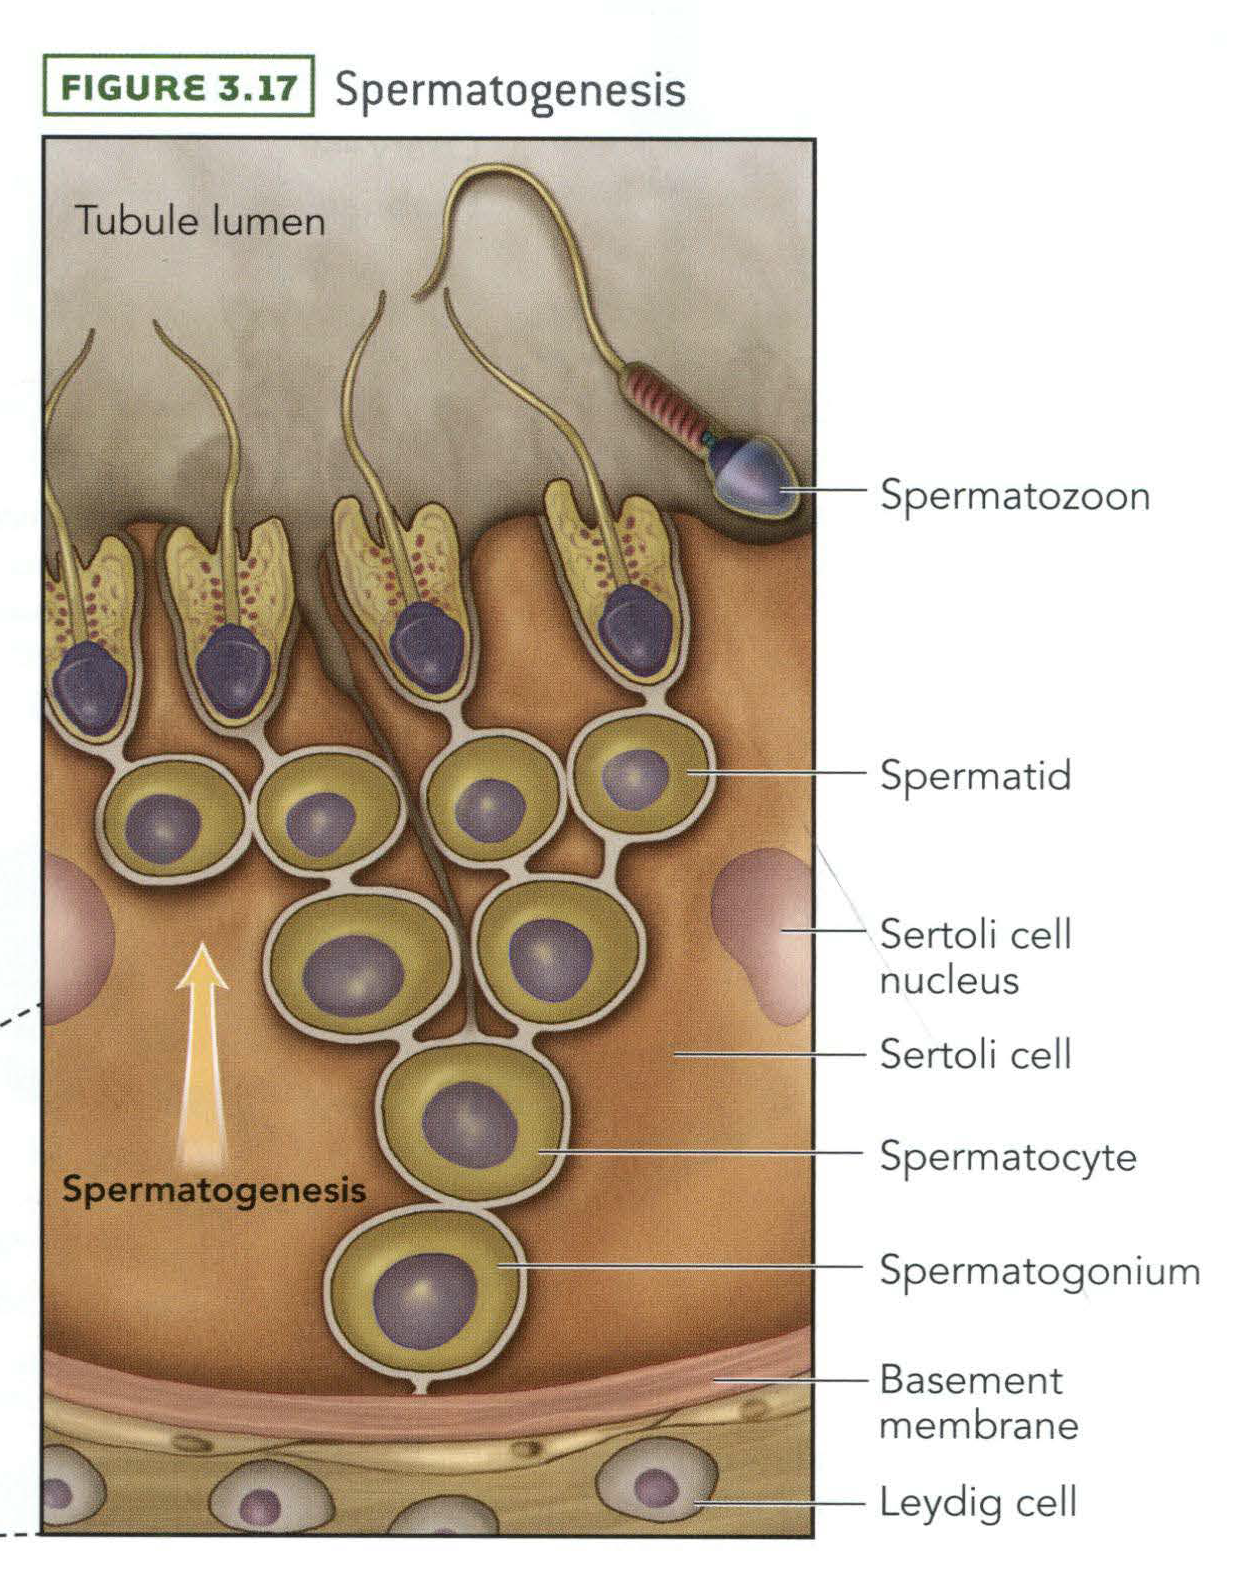 FIGURE 3.17 Spermatogenesis
Tubule lumen
Spermatozoon
Spermatid
Sertoli cell
nucleus
Sertoli cell
Spermatocyte
Spermatogenesis
Spermatogonium
Basement
membrane
Leydig cell